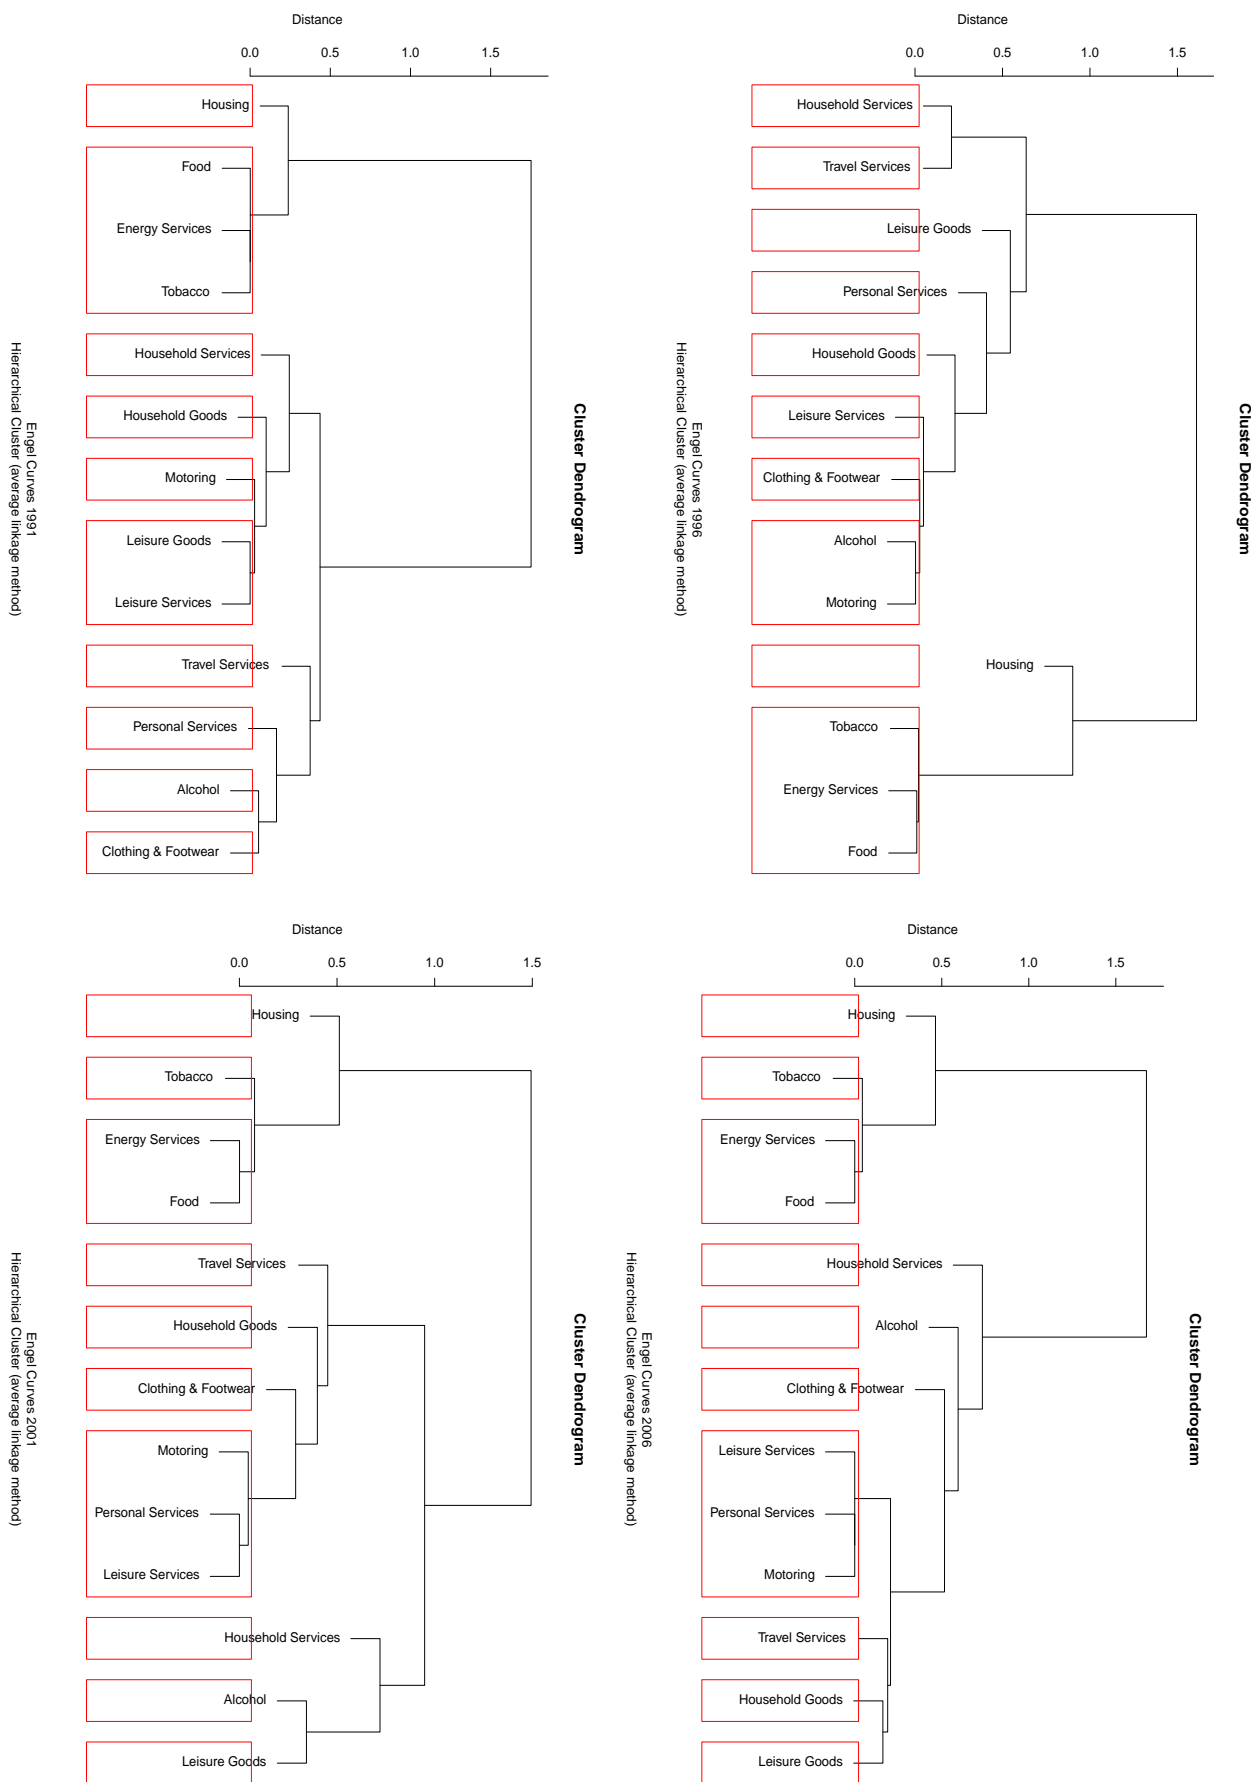 Distance
0.0 0.5 1.0 1.5
Housing
Food
Energy Services
Tobacco
Household Services
Household Goods
Motoring
Leisure Goods
Leisure Services
Travel Services
Personal Services
Alcohol
Clothing & Footwear
Cluster Dendrogram
Engel Curves 1991
Hierarchical Cluster (average linkage method)
Distance
0.0 0.5 1.0 1.5
Household Services
Travel Services
Leisure Goods
Personal Services
Household Goods
Leisure Services
Clothing & Footwear
Alcohol
Motoring
Housing
Tobacco
Energy Services
Food
Cluster Dendrogram
Engel Curves 1996
Hierarchical Cluster (average linkage method)
Distance
0.0 0.5 1.0 1.5
Housing
Tobacco
Energy Services
Food
Travel Services
Household Goods
Clothing & Footwear
Motoring
Personal Services
Leisure Services
Household Services
Alcohol
Leisure Goods
Cluster Dendrogram
Engel Curves 2001
Hierarchical Cluster (average linkage method)
Distance
0.0 0.5 1.0 1.5
Housing
Tobacco
Energy Services
Food
Household Services
Alcohol
Clothing & Footwear
Leisure Services
Personal Services
Motoring
Travel Services
Household Goods
Leisure Goods
Cluster Dendrogram
Engel Curves 2006
Hierarchical Cluster (average linkage method)